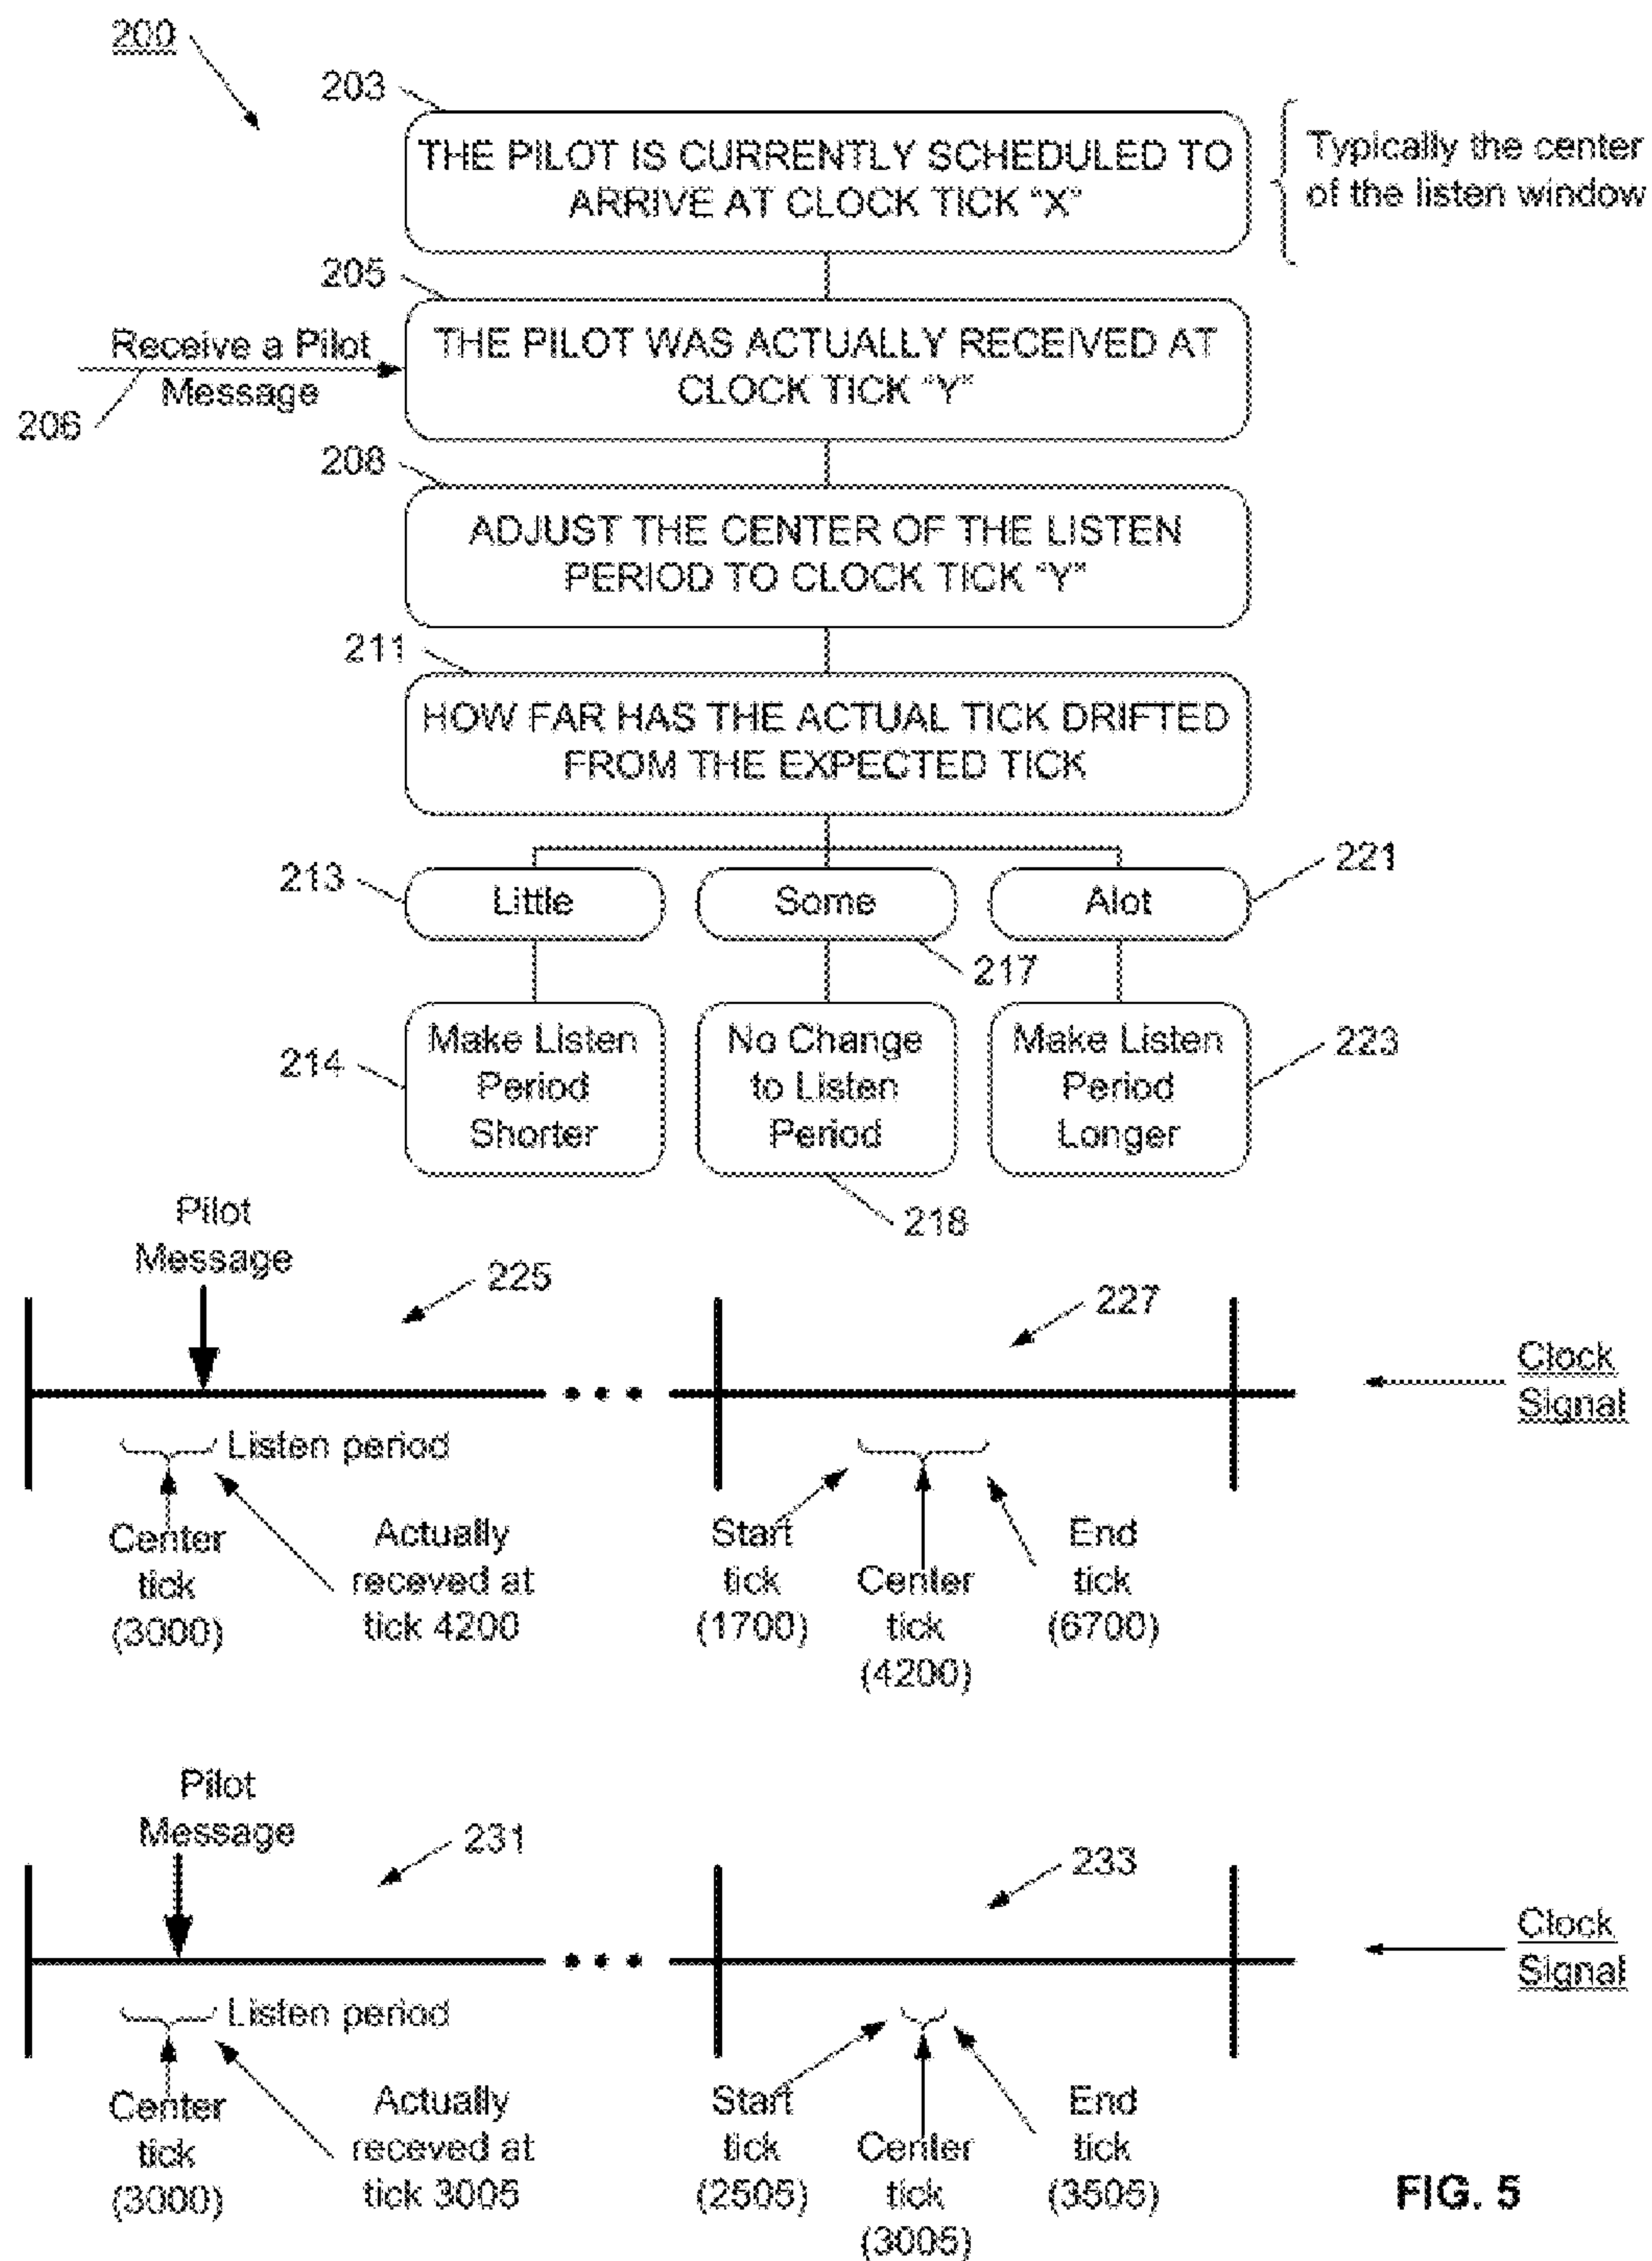 200
203
THE PILOT IS CURRENTLY SCHEDULED TO
ARRIVE AT CLOCK TICK "X"
Typically the center
of the listen window
205
Receive a Pilot
Message
206
THE PILOT WAS ACTUALLY RECEIVED AT
CLOCK TICK "Y"
208
ADJUST THE CENTER OF THE LISTEN
PERIOD TO CLOCK TICK "Y"
211
HOW FAR HAS THE ACTUAL TICK DRIFTED
FROM THE EXPECTED TICK
213
Little
Some
Alot
221
217
214
Make Listen
Period
Shorter
No Change
to Listen
Period
Make Listen
Period
Longer
223
218
Pilot
Message
225
227
Clock
Signal
Listen period
Center
tick
(3000)
Actually
receved at
tick 4200
Start
tick
(1700)
Center
tick
(4200)
End
tick
(6700)
Pilot
Message
231
233
Clock
Signal
Listen period
Center
tick
(3000)
Actually
receved at
tick 3005
Start
tick
(2505)
Center
tick
(3005)
End
tick
(3505)
FIG. 5